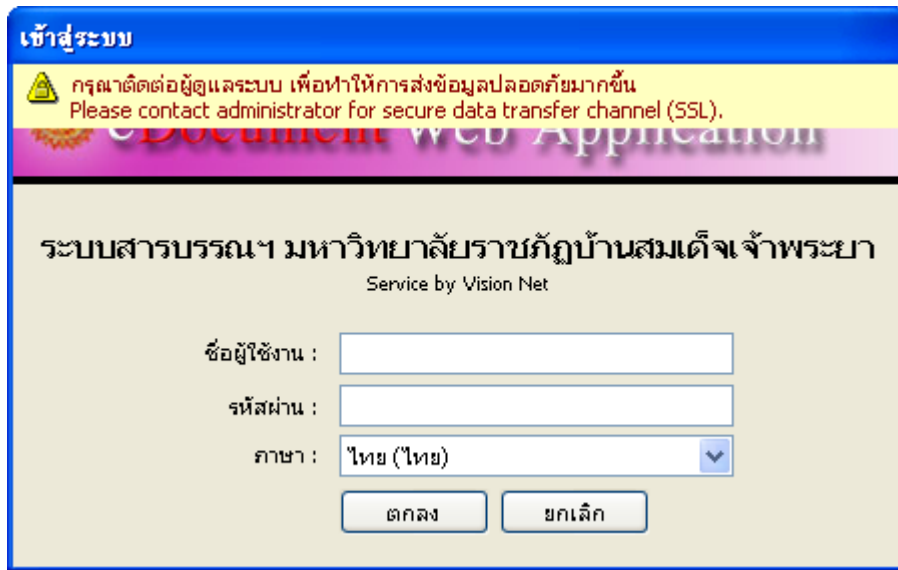 เข้าสู่ระบบ
กรุณาติดต่อผู้ดูแลระบบ เพื่อทำให้การส่งข้อมูลปลอดภัยมากขึ้น
Please contact administrator for secure data transfer channel (SSL).
eDocument Web Application
ระบบสารบรรณฯ มหาวิทยาลัยราชภัฏบ้านสมเด็จเจ้าพระยา
Service by Vision Net
ชื่อผู้ใช้งาน :
รหัสผ่าน :
ภาษา : ไทย (ไทย)
ตกลง ยกเลิก